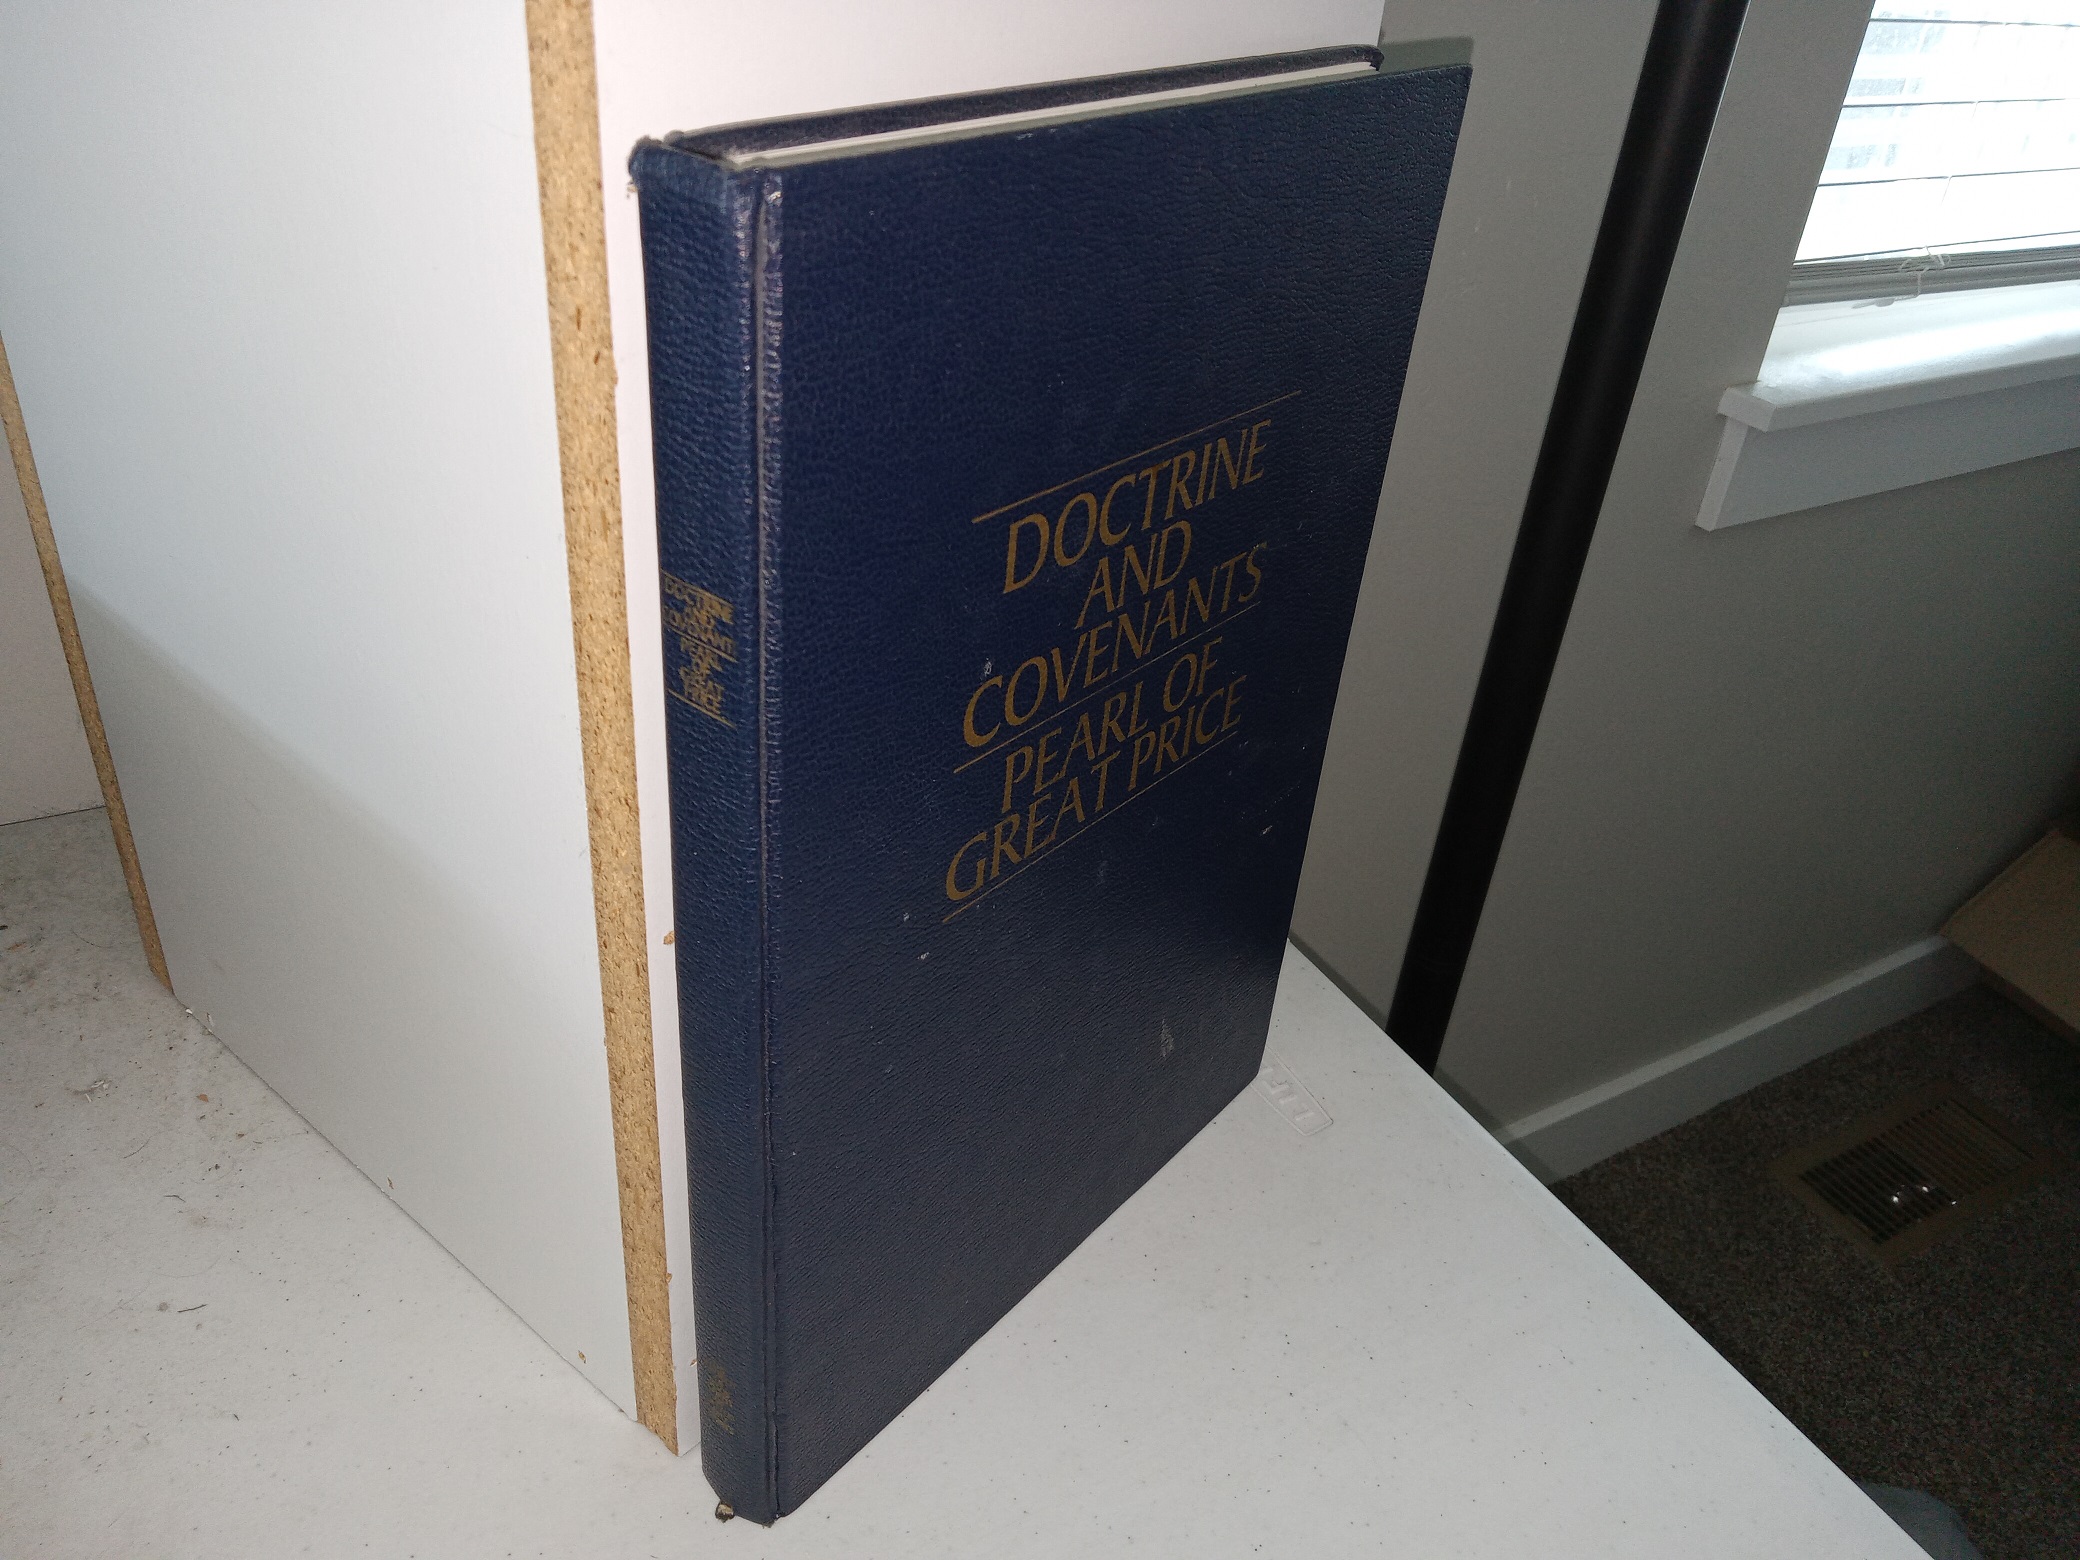 DOCTRINE
AND
COVENANTS
PEARL
OF
GREAT
PRICE
DOCTRINE
AND
COVENANTS
PEARL OF
GREAT PRICE